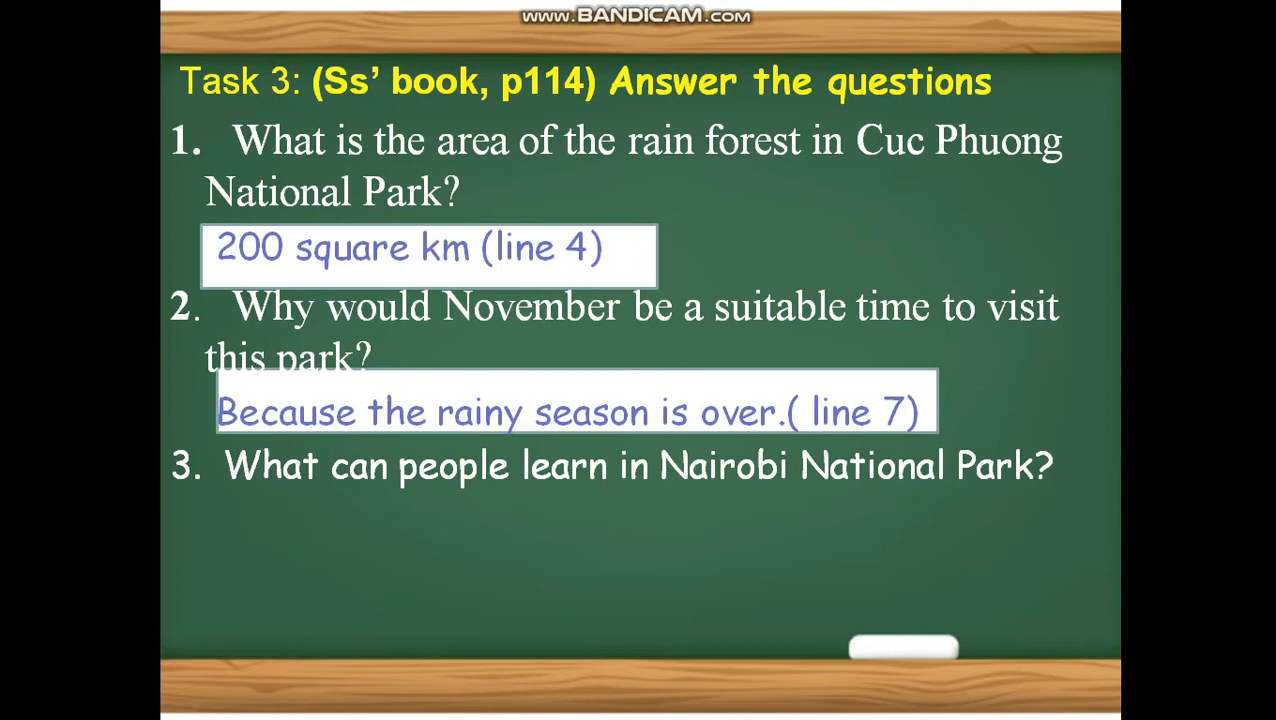 www.BANDICAM.com
Task 3: (Ss’ book, p114) Answer the questions
1. What is the area of the rain forest in Cuc Phuong
National Park?
200 square km (line 4)
2. Why would November be a suitable time to visit
this park?
Because the rainy season is over.( line 7)
3. What can people learn in Nairobi National Park?